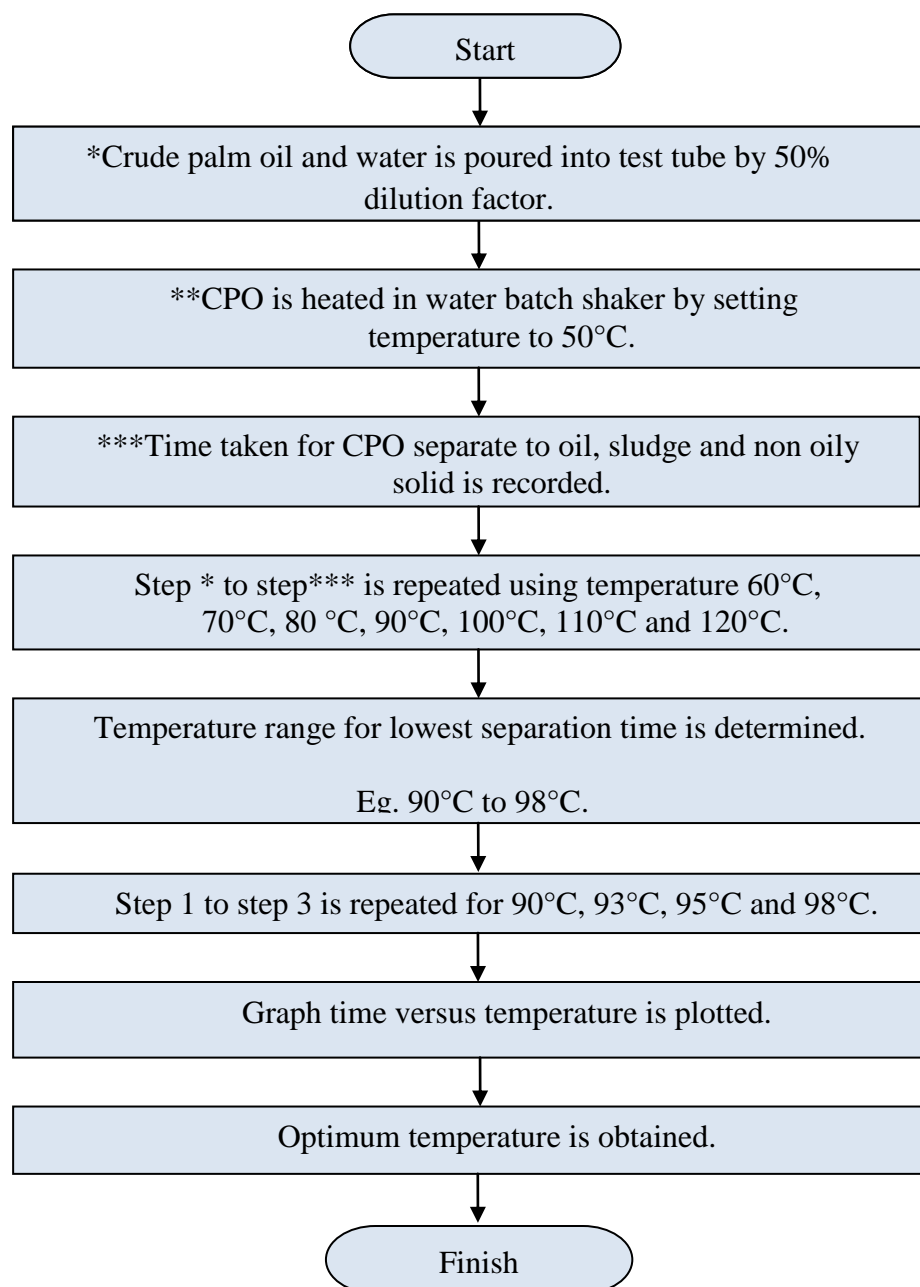 Start
*Crude palm oil and water is poured into test tube by 50%
dilution factor.
**CPO is heated in water batch shaker by setting
temperature to 50°C.
***Time taken for CPO separate to oil, sludge and non oily
solid is recorded.
Step * to step*** is repeated using temperature 60°C,
70°C, 80 °C, 90°C, 100°C, 110°C and 120°C.
Temperature range for lowest separation time is determined.
Eg. 90°C to 98°C.
Step 1 to step 3 is repeated for 90°C, 93°C, 95°C and 98°C.
Graph time versus temperature is plotted.
Optimum temperature is obtained.
Finish